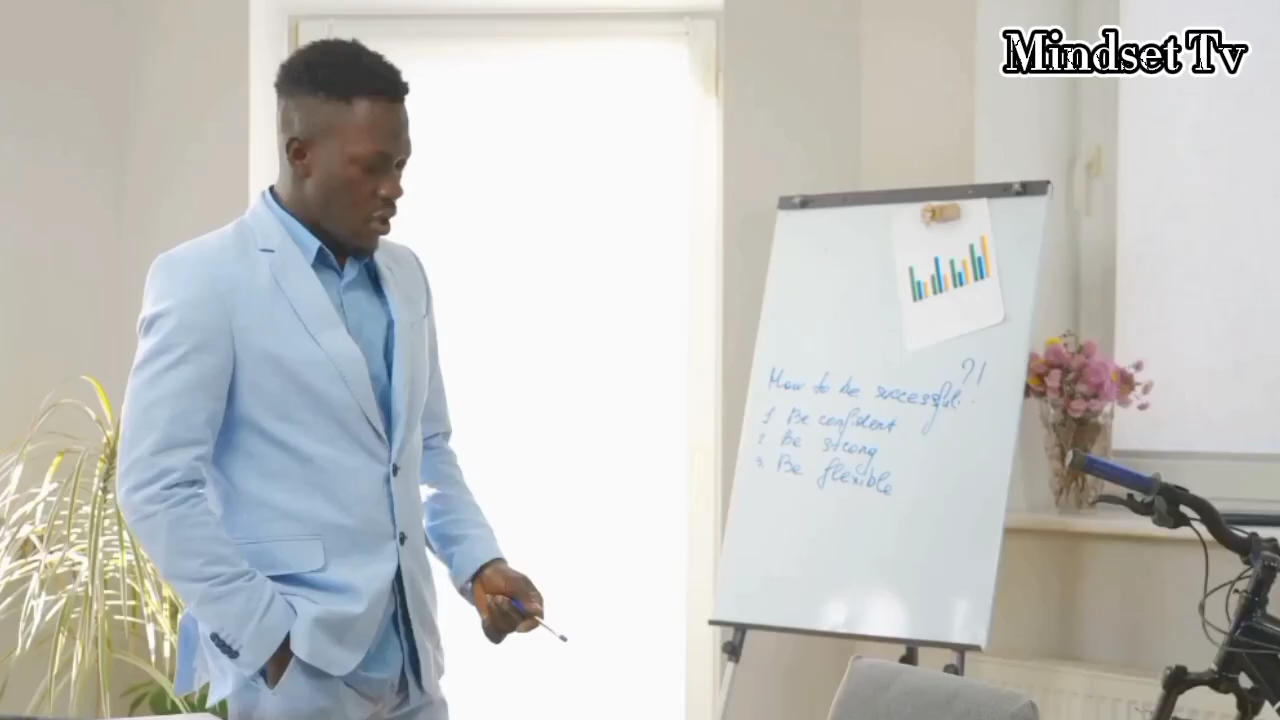 Mindset Tv
How to be successful?!
1 Be confident
2 Be strong
3. Be flexible